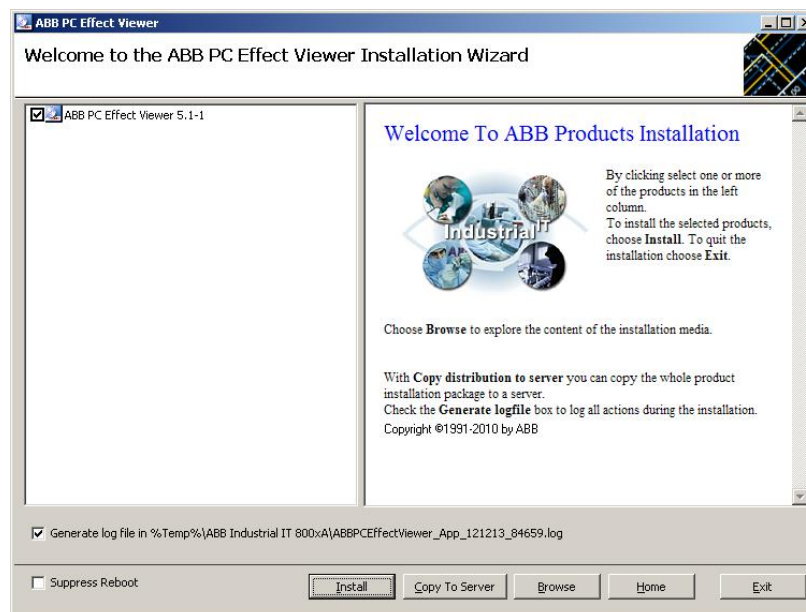 ABB PC Effect Viewer
Welcome to the ABB PC Effect Viewer Installation Wizard
ABB PC Effect Viewer 5.1-1
Welcome To ABB Products Installation
Industrial IT
By clicking select one or more
of the products in the left
column.
To install the selected products,
choose Install. To quit the
installation choose Exit.
Choose Browse to explore the content of the installation media.
With Copy distribution to server you can copy the whole product
installation package to a server.
Check the Generate logfile box to log all actions during the installation.
Copyright ©1991-2010 by ABB
Generate log file in %Temp%\ABB Industrial IT 800xA\ABBPCEffectViewer_App_121213_84659.log
Suppress Reboot
Install
Copy To Server
Browse
Home
Exit